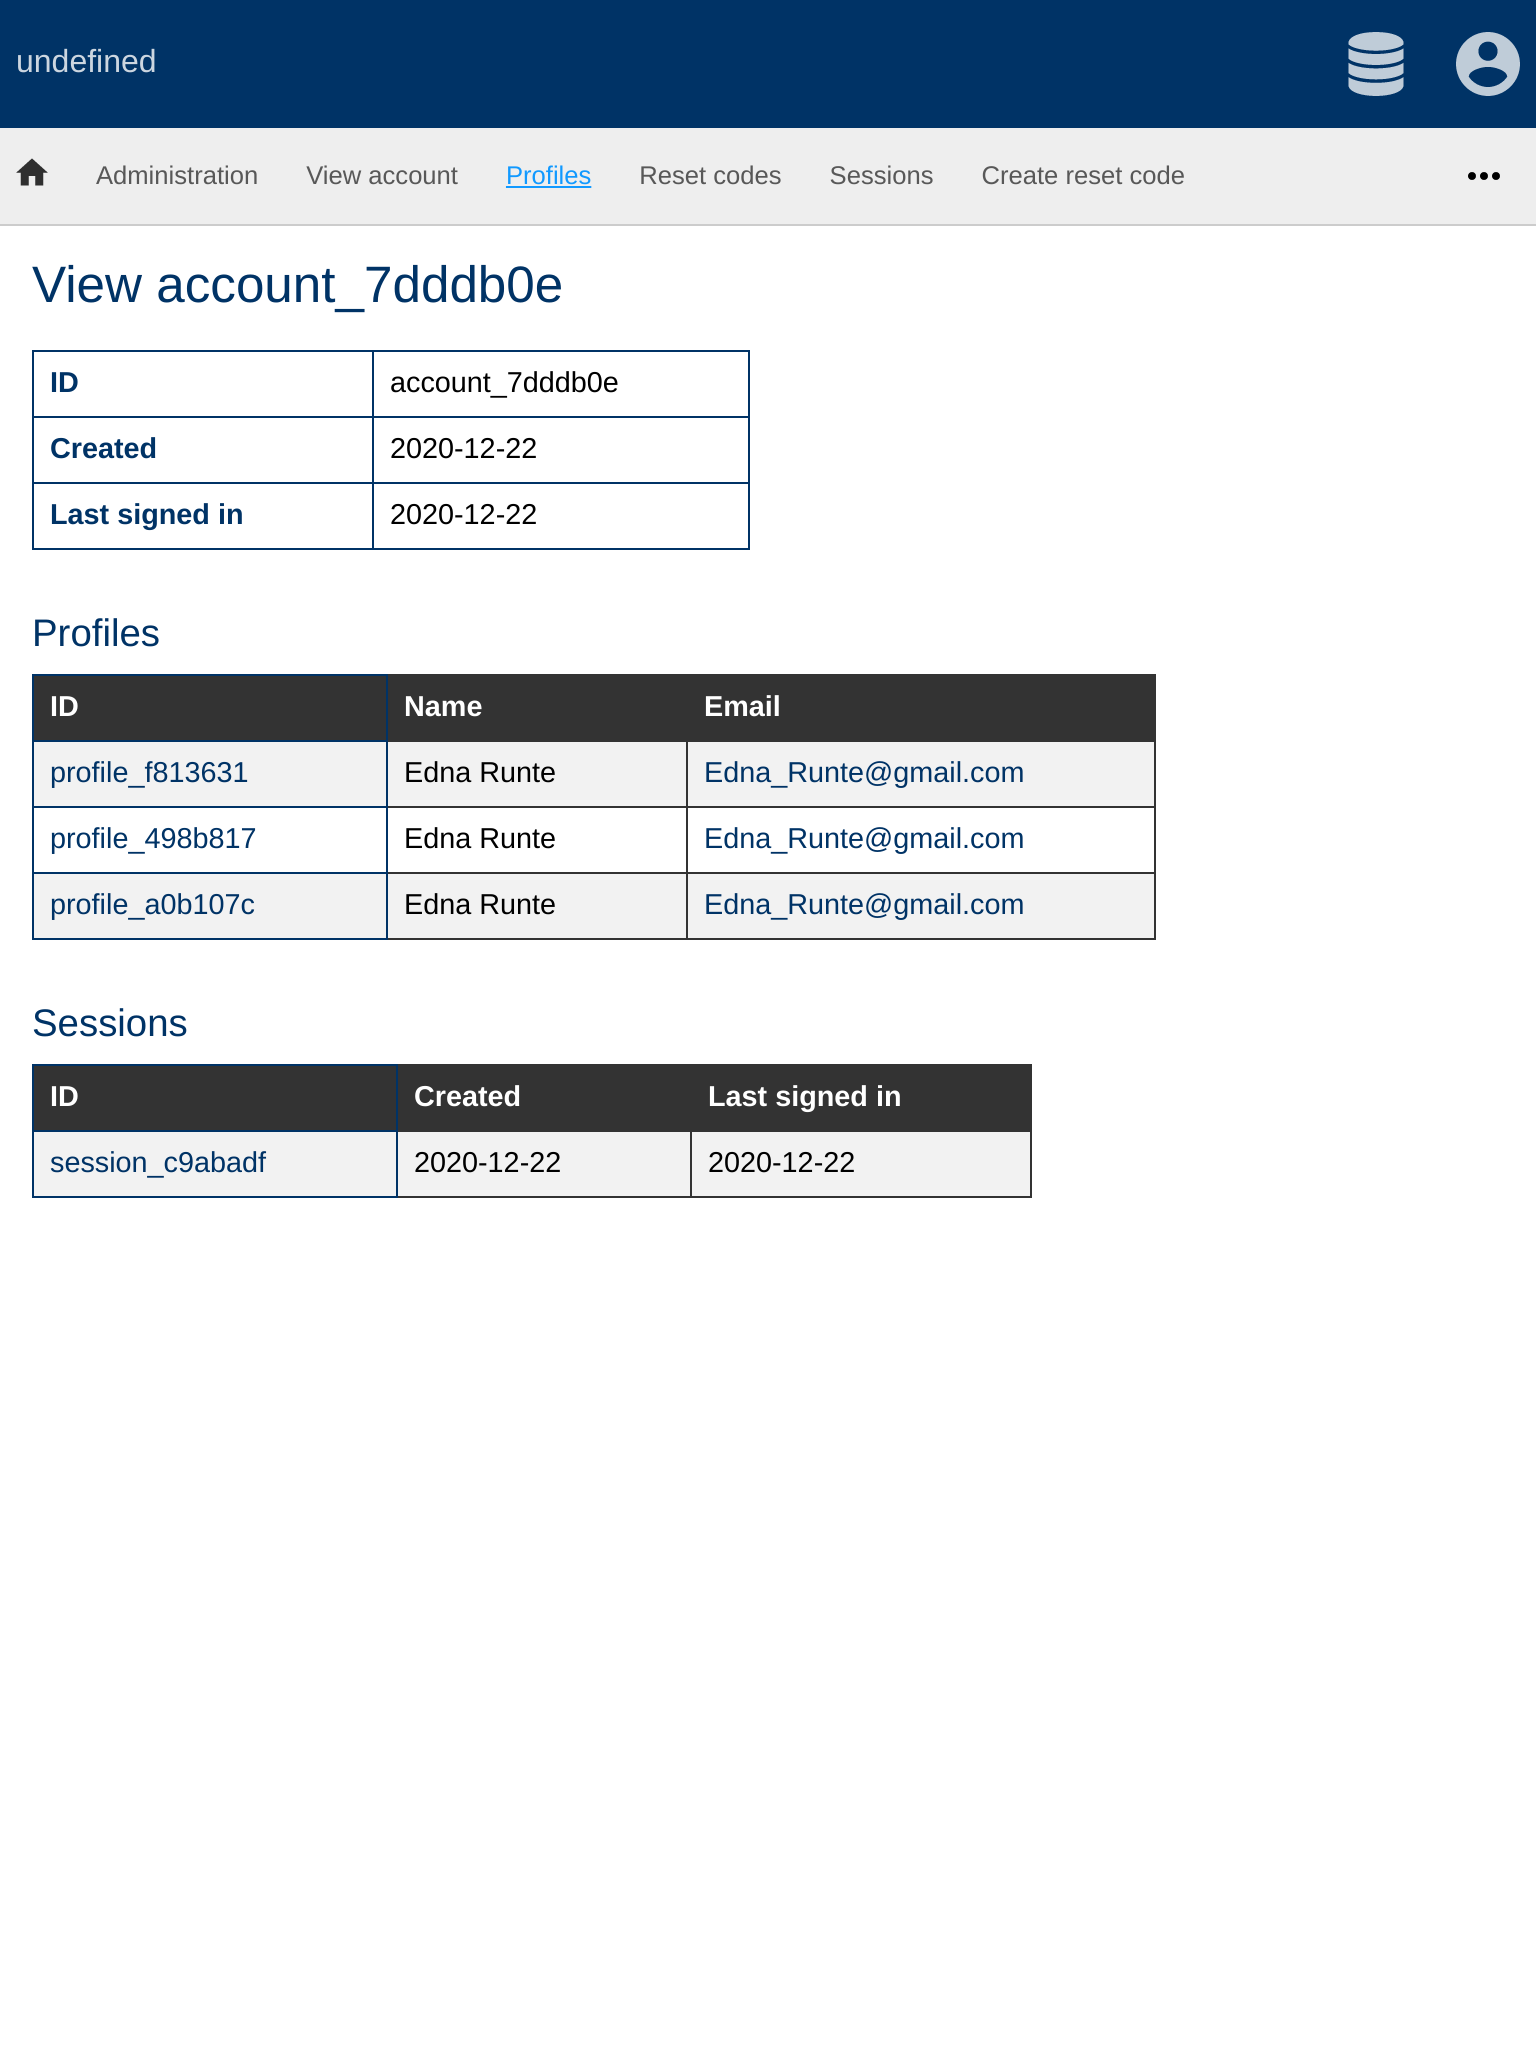 undefined
Administration View account Profiles Reset codes Sessions Create reset code
View account_7dddb0e
ID account_7dddb0e
Created 2020-12-22
Last signed in 2020-12-22
Profiles
ID Name Email
profile_f813631 Edna Runte Edna_Runte@gmail.com
profile_498b817 Edna Runte Edna_Runte@gmail.com
profile_a0b107c Edna Runte Edna_Runte@gmail.com
Sessions
ID Created Last signed in
session_c9abadf 2020-12-22 2020-12-22